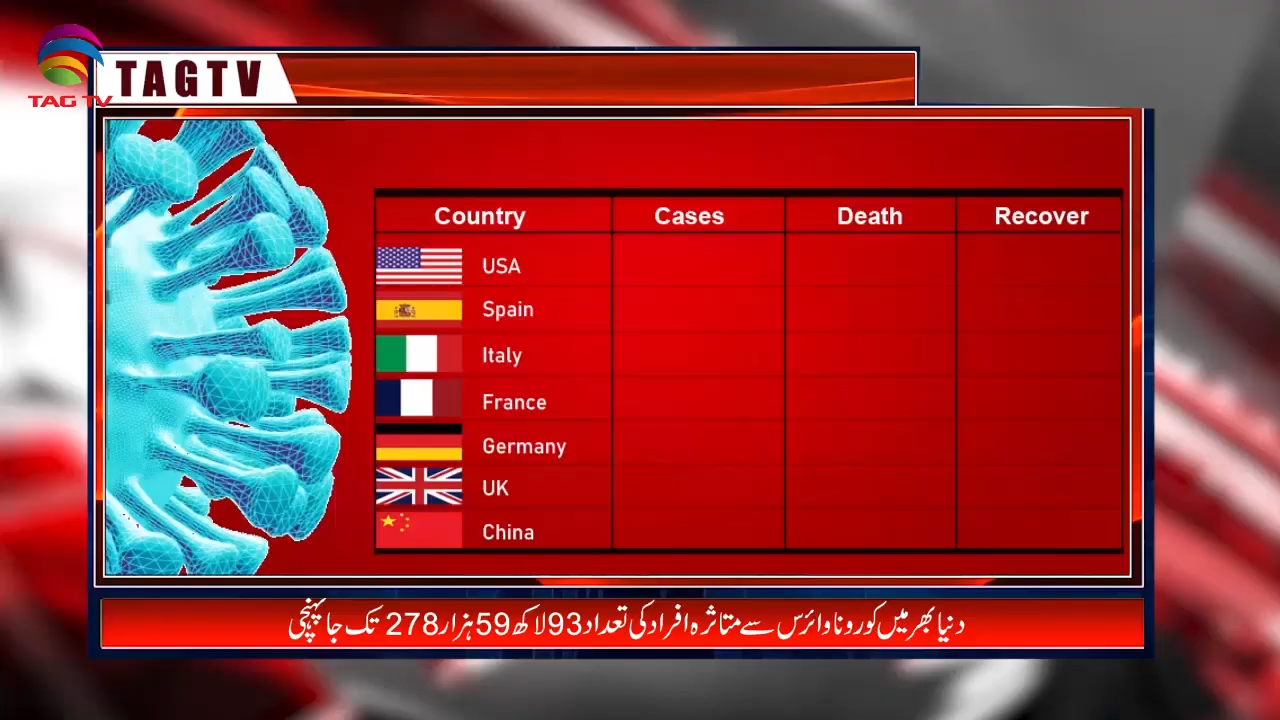 TAGTV
TAG TV
Country Cases Death Recover
USA
Spain
Italy
France
Germany
UK
China
دنیا بھر میں کورونا وائرس سے متاثرہ افراد کی تعداد 93 لاکھ 59 ہزار 278 تک جا پہنچی